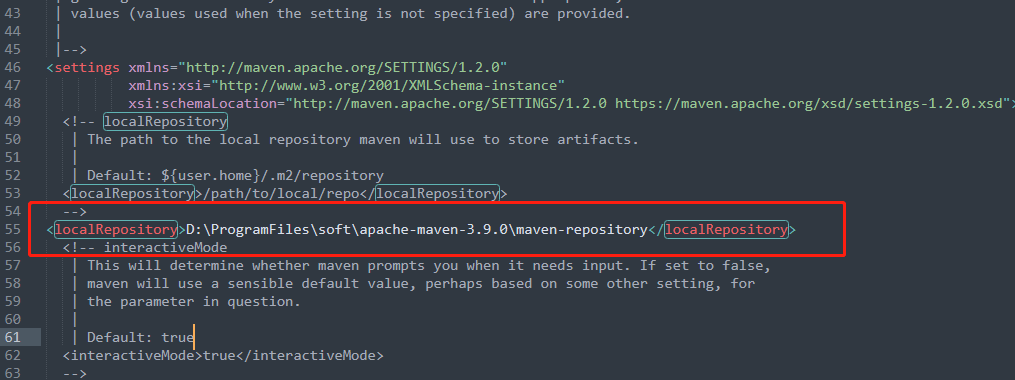 43 | values (values used when the setting is not specified) are provided.
44 |
45 |-->
46 <settings xmlns="http://maven.apache.org/SETTINGS/1.2.0"
47 xmlns:xsi="http://www.w3.org/2001/XMLSchema-instance"
48 xsi:schemaLocation="http://maven.apache.org/SETTINGS/1.2.0 https://maven.apache.org/xsd/settings-1.2.0.xsd">
49 <!-- localRepository
50 | The path to the local repository maven will use to store artifacts.
51 |
52 | Default: ${user.home}/.m2/repository
53 <localRepository>/path/to/local/repo</localRepository>
54 -->
55 <localRepository>D:\ProgramFiles\soft\apache-maven-3.9.0\maven-repository</localRepository>
56 <!-- interactiveMode
57 | This will determine whether maven prompts you when it needs input. If set to false,
58 | maven will use a sensible default value, perhaps based on some other setting, for
59 | the parameter in question.
60 |
61 | Default: true
62 <interactiveMode>true</interactiveMode>
63 -->